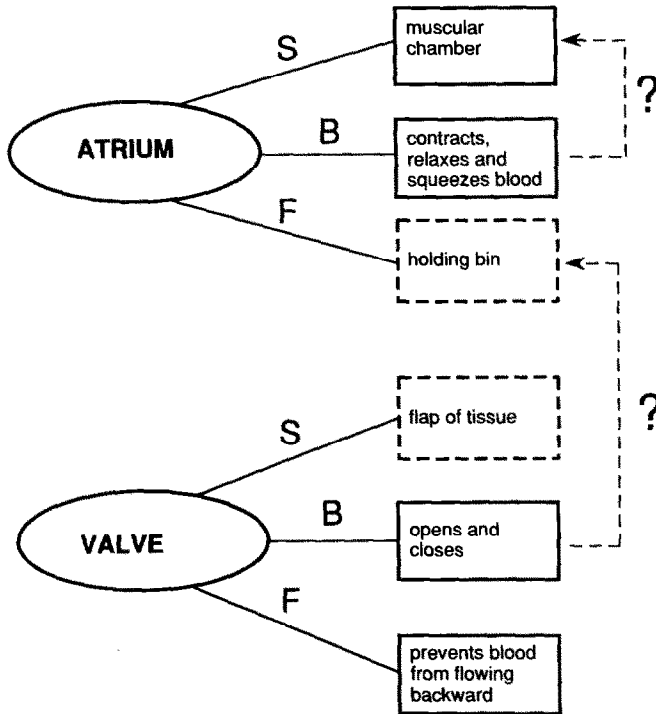 S
muscular
chamber
?
ATRIUM
B
contracts,
relaxes and
squeezes blood
F
holding bin
S
flap of tissue
?
VALVE
B
opens and
closes
F
prevents blood
from flowing
backward